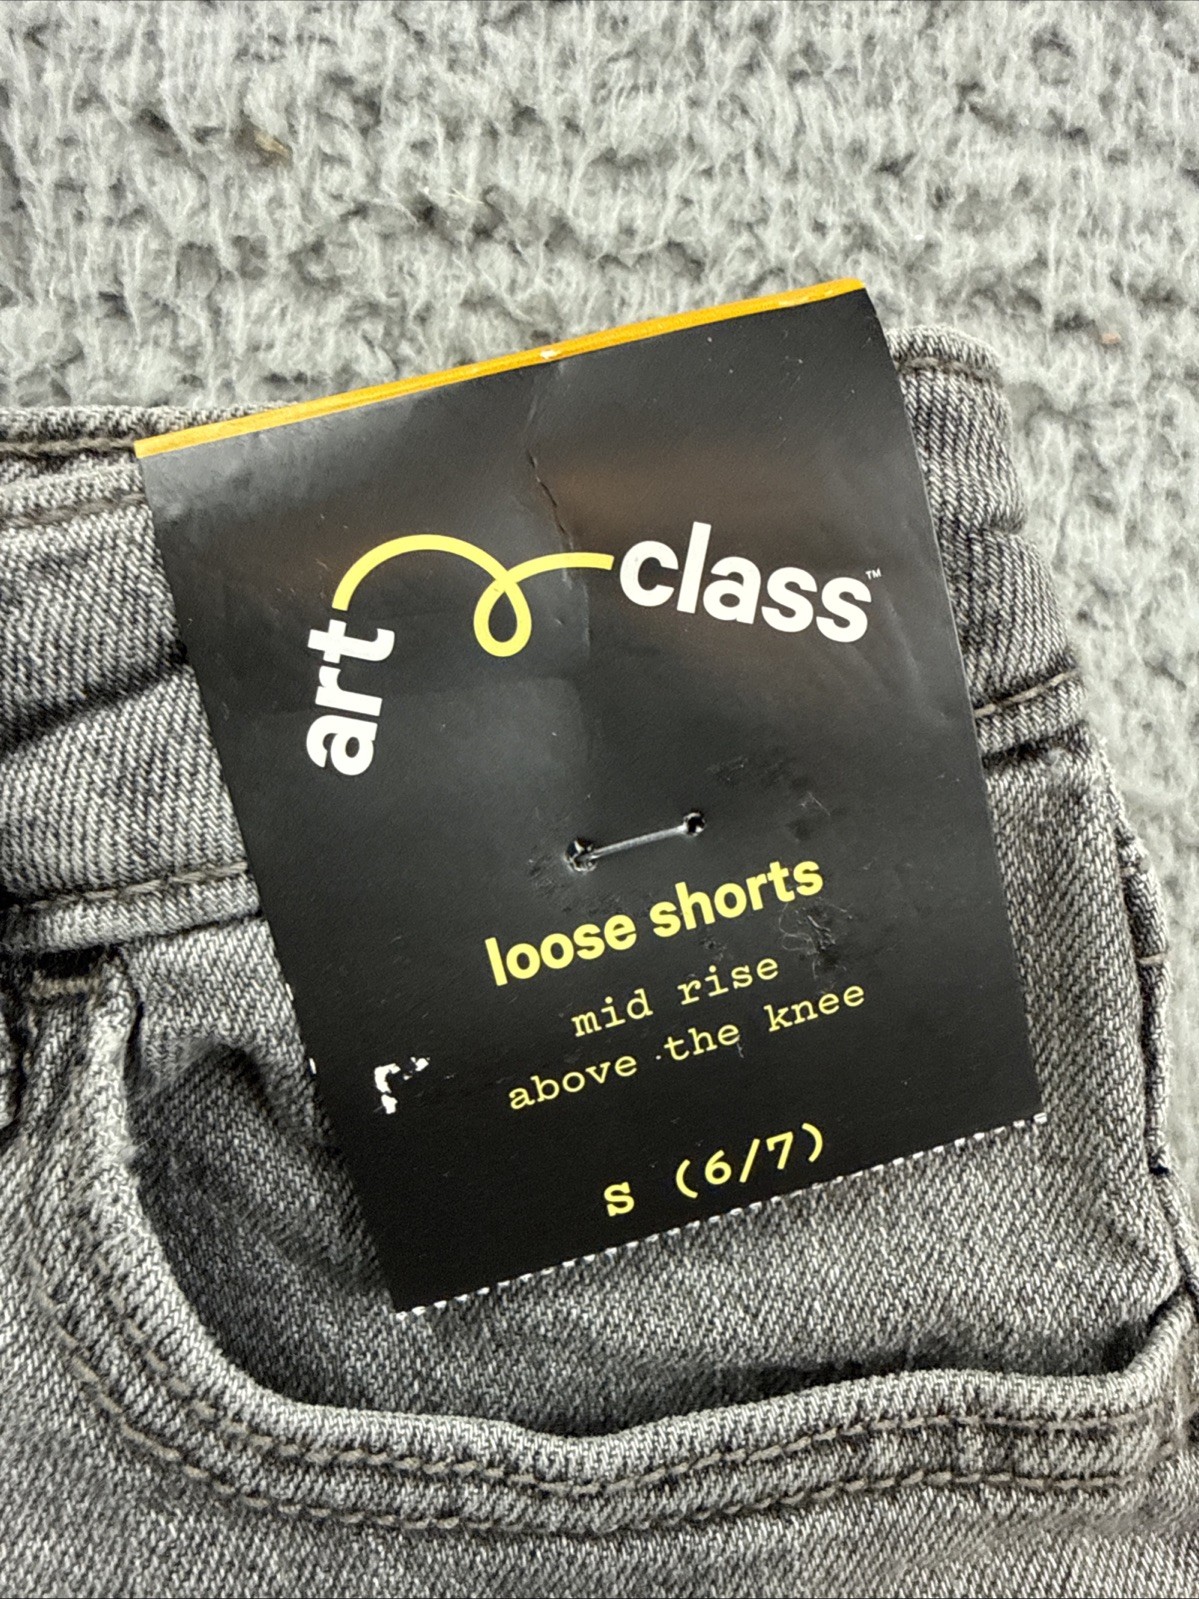 art class™
loose shorts
mid rise
above the knee
S (6/7)